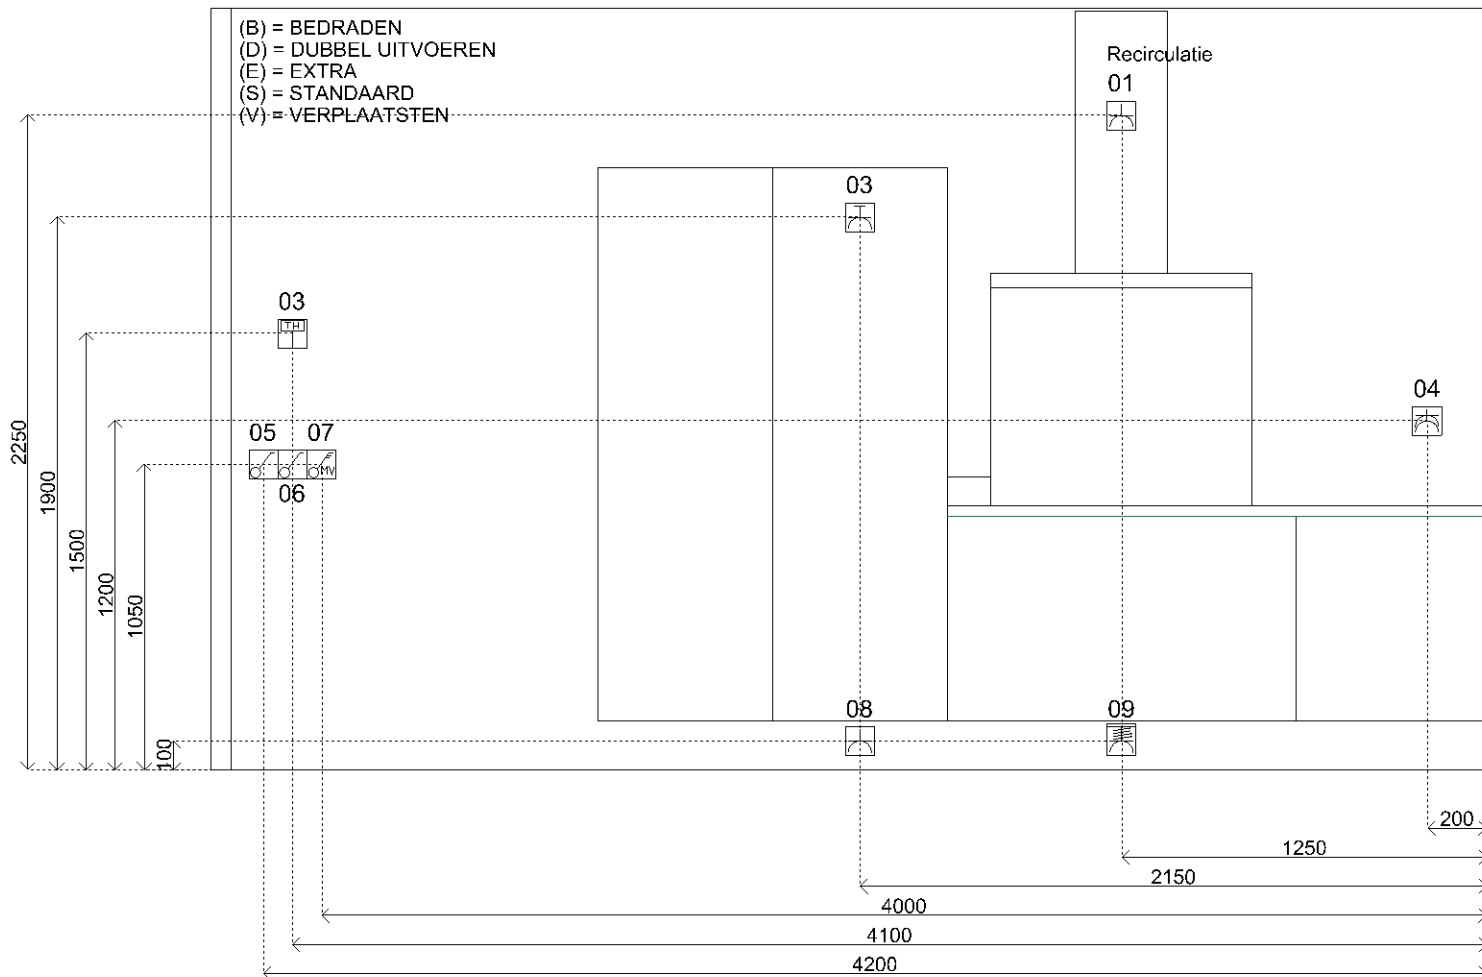 (B) = BEDRADEN
(D) = DUBBEL UITVOEREN
(E) = EXTRA
(S) = STANDAARD
(V) = VERPLAATSTEN
Recirculatie
01
03
03
TH
04
05 07
MV
06
08
09
2250
1900
1500
1200
1050
100
200
1250
2150
4000
4100
4200